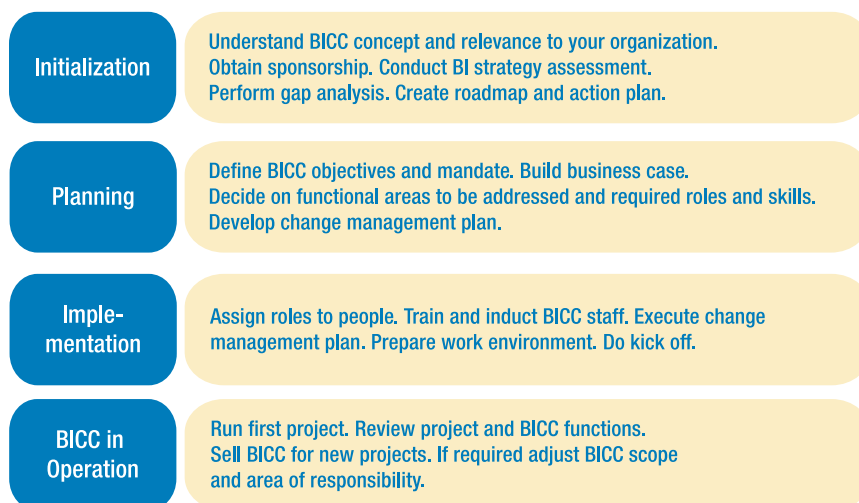 Initialization
Understand BICC concept and relevance to your organization.
Obtain sponsorship. Conduct BI strategy assessment.
Perform gap analysis. Create roadmap and action plan.
Planning
Define BICC objectives and mandate. Build business case.
Decide on functional areas to be addressed and required roles and skills.
Develop change management plan.
Imple-
mentation
Assign roles to people. Train and induct BICC staff. Execute change
management plan. Prepare work environment. Do kick off.
BICC in
Operation
Run first project. Review project and BICC functions.
Sell BICC for new projects. If required adjust BICC scope
and area of responsibility.